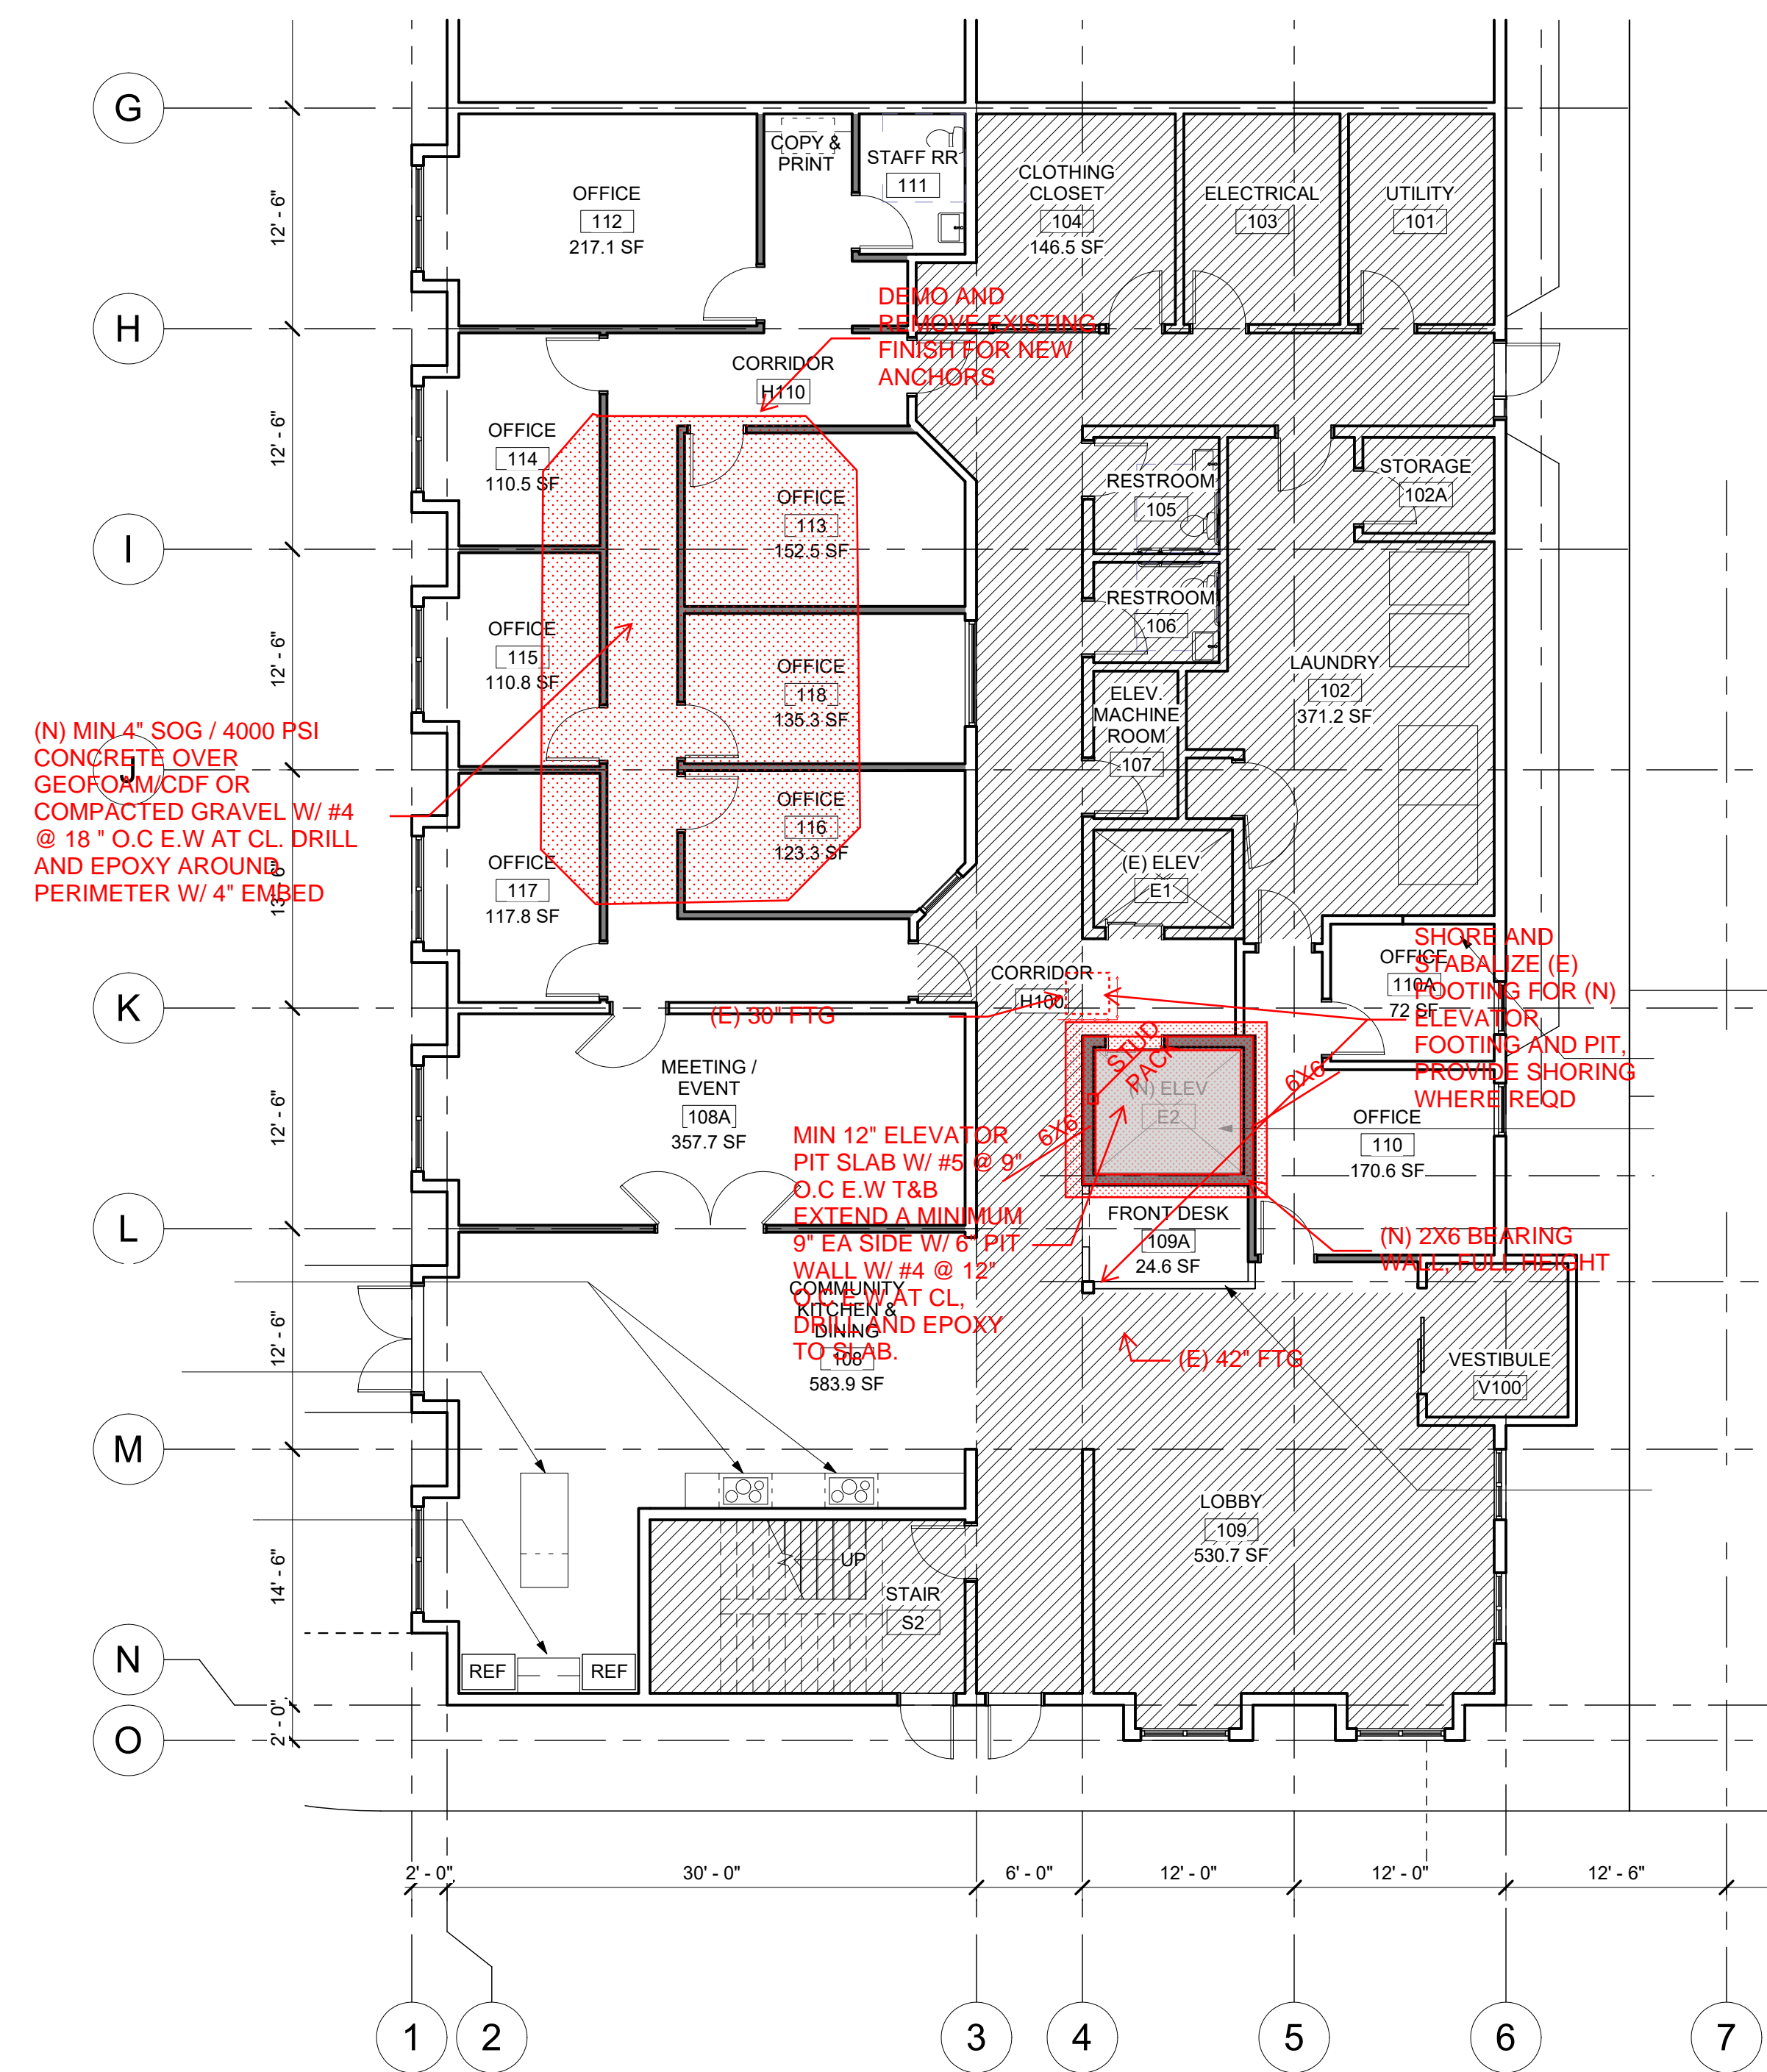 G
COPY &
PRINT
STAFF RR
111
OFFICE
112
217.1 SF
CLOTHING
CLOSET
104
146.5 SF
ELECTRICAL
103
UTILITY
101
12' - 6"
H
DEMO AND
REMOVE EXISTING
FINISH FOR NEW
ANCHORS
CORRIDOR
H110
12' - 6"
OFFICE
114
110.5 SF
OFFICE
113
152.5 SF
RESTROOM
105
STORAGE
102A
I
RESTROOM
106
OFFICE
115
110.8 SF
OFFICE
118
135.3 SF
12' - 6"
LAUNDRY
102
371.2 SF
ELEV.
MACHINE
ROOM
107
J
(N) MIN 4" SOG / 4000 PSI
CONCRETE OVER
GEOFOAM/CDF OR
COMPACTED GRAVEL W/ #4
@ 18 " O.C E.W AT CL. DRILL
AND EPOXY AROUND
PERIMETER W/ 4" EMBED
13' - 6"
OFFICE
116
123.3 SF
OFFICE
117
117.8 SF
(E) ELEV
E1
OFFICE
110A
72 SF
SHORE AND
STABALIZE (E)
FOOTING FOR (N)
ELEVATOR
FOOTING AND PIT,
PROVIDE SHORING
WHERE REQD
CORRIDOR
H100
K
(E) 30" FTG
STUD
PACK
(N) ELEV
E2
6X6
6X6
MEETING /
EVENT
108A
357.7 SF
12' - 6"
OFFICE
110
170.6 SF
MIN 12" ELEVATOR
PIT SLAB W/ #5 @ 9"
O.C E.W T&B
EXTEND A MINIMUM
9" EA SIDE W/ 6" PIT
WALL W/ #4 @ 12"
O.C E.W AT CL,
DRILL AND EPOXY
TO SLAB.
L
FRONT DESK
109A
24.6 SF
(N) 2X6 BEARING
WALL, FULL HEIGHT
COMMUNITY
KITCHEN &
DINING
108
583.9 SF
12' - 6"
(E) 42" FTG
VESTIBULE
V100
M
LOBBY
109
530.7 SF
14' - 6"
UP
STAIR
S2
N
REF
REF
2' - 0"
O
2' - 0"
30' - 0"
6' - 0"
12' - 0"
12' - 0"
12' - 6"
1
2
3
4
5
6
7